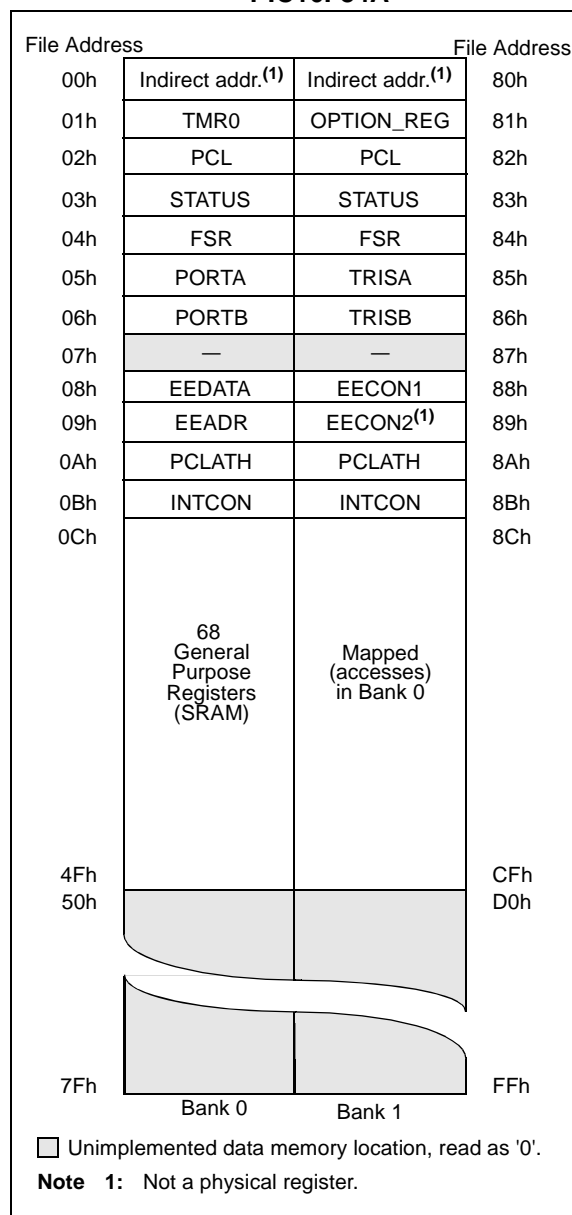 PIC16F84A
File Address File Address
00h Indirect addr.(1) Indirect addr.(1) 80h
01h TMR0 OPTION_REG 81h
02h PCL PCL 82h
03h STATUS STATUS 83h
04h FSR FSR 84h
05h PORTA TRISA 85h
06h PORTB TRISB 86h
07h — — 87h
08h EEDATA EECON1 88h
09h EEADR EECON2(1) 89h
0Ah PCLATH PCLATH 8Ah
0Bh INTCON INTCON 8Bh
0Ch 8Ch
68
General
Purpose
Registers
(SRAM)
Mapped
(accesses)
in Bank 0
4Fh CFh
50h D0h
7Fh FFh
Bank 0 Bank 1
Unimplemented data memory location, read as '0'.
Note 1: Not a physical register.